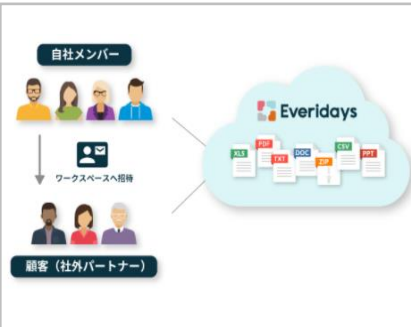 自社メンバー
ワークスペースへ招待
顧客（社外パートナー）
Everidays
XLS
PDF
TXT
DOC
ZIP
CSV
PPT